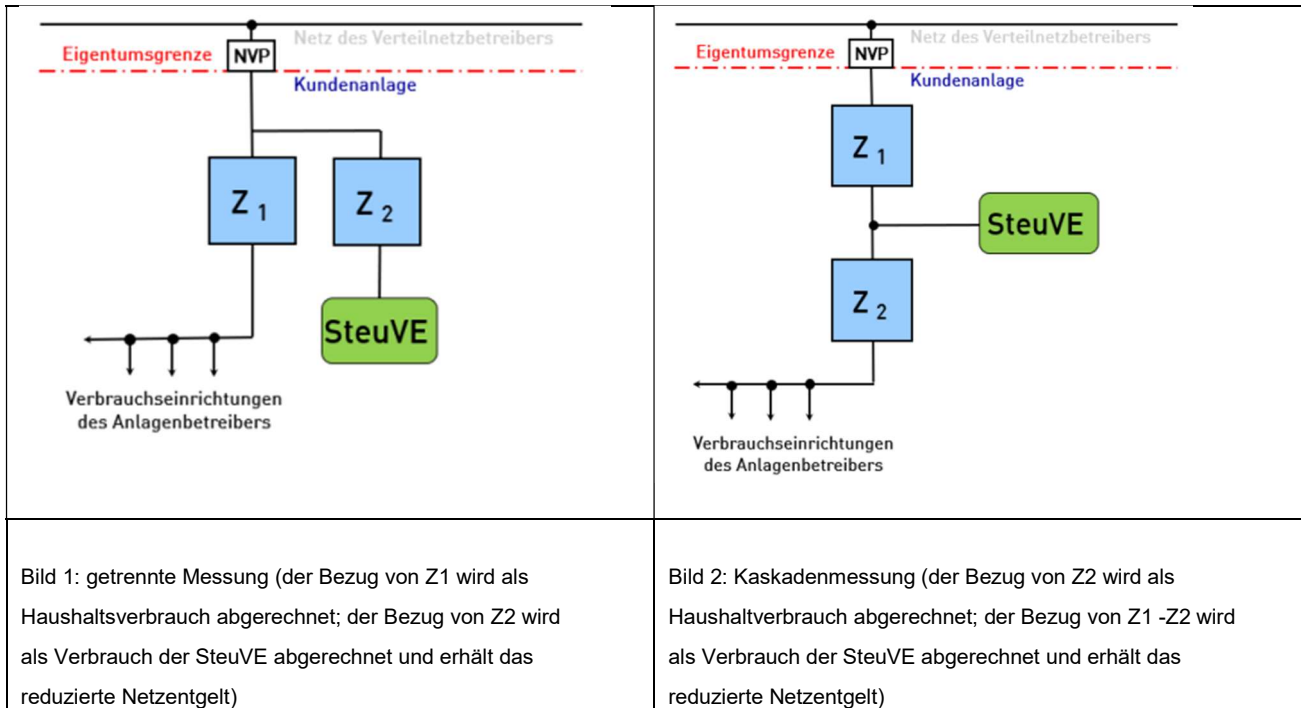 Netz des Verteilnetzbetreibers
Eigentumsgrenze
NVP
Kundenanlage
Z 1
Z 2
SteuVE
Verbrauchseinrichtungen
des Anlagenbetreibers
Netz des Verteilnetzbetreibers
Eigentumsgrenze
NVP
Kundenanlage
Z 1
SteuVE
Z 2
Verbrauchseinrichtungen
des Anlagenbetreibers
Bild 1: getrennte Messung (der Bezug von Z1 wird als
Haushaltsverbrauch abgerechnet; der Bezug von Z2 wird
als Verbrauch der SteuVE abgerechnet und erhält das
reduzierte Netzentgelt)
Bild 2: Kaskadenmessung (der Bezug von Z2 wird als
Haushaltverbrauch abgerechnet; der Bezug von Z1 -Z2 wird
als Verbrauch der SteuVE abgerechnet und erhält das
reduzierte Netzentgelt)